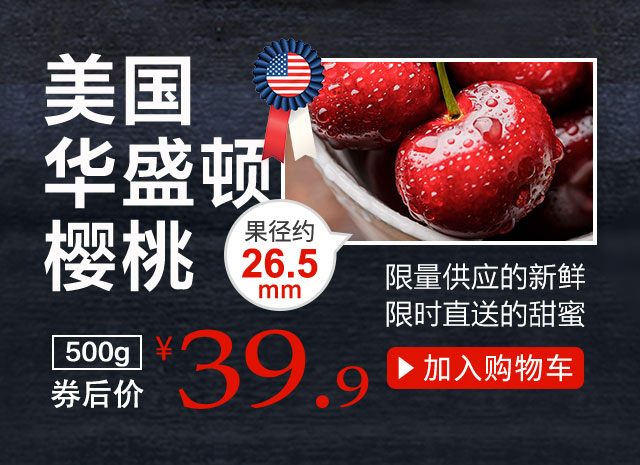 美国
华盛顿
樱桃
果径约
26.5
mm
限量供应的新鲜
限时直送的甜蜜
500g
券后价
¥39.9
加入购物车